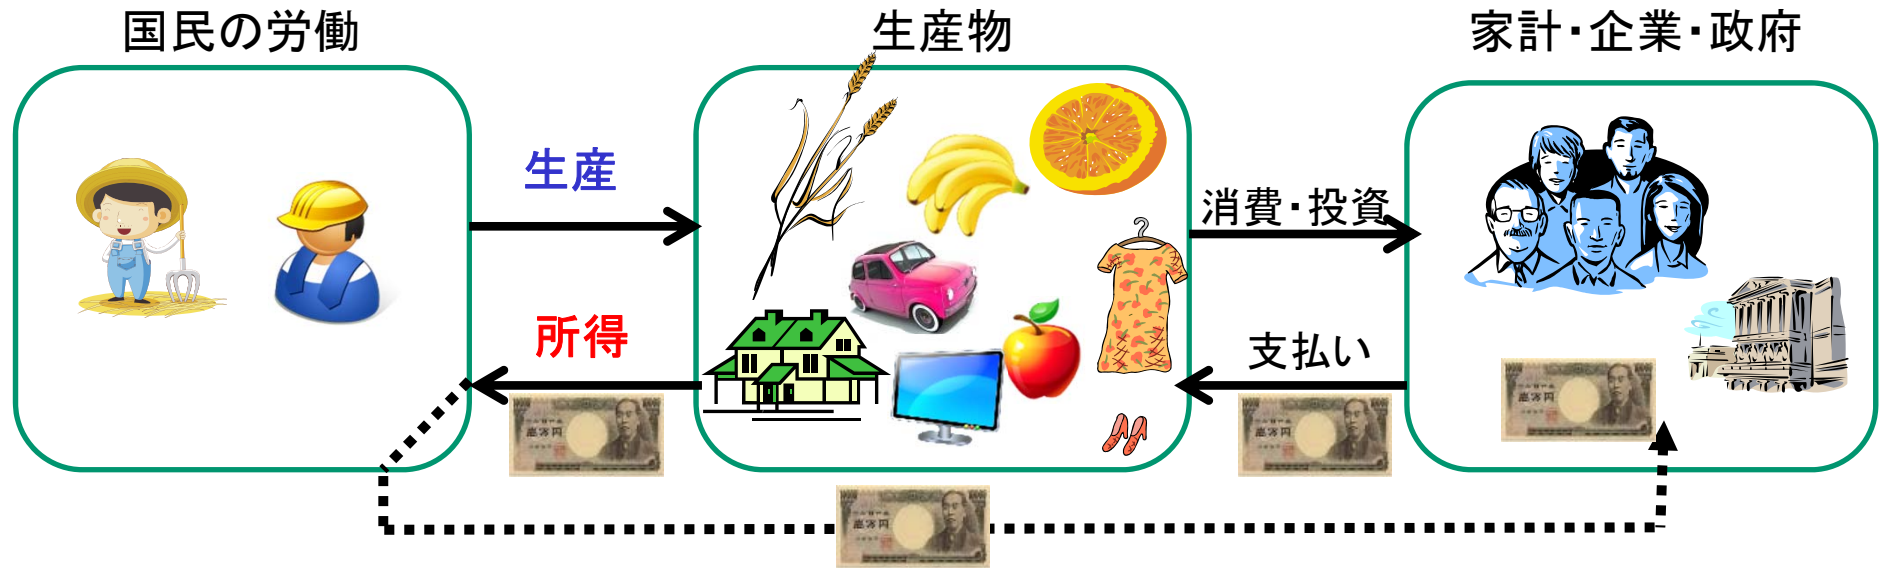 国民の労働
生産物
家計・企業・政府
生産
消費・投資
所得
支払い